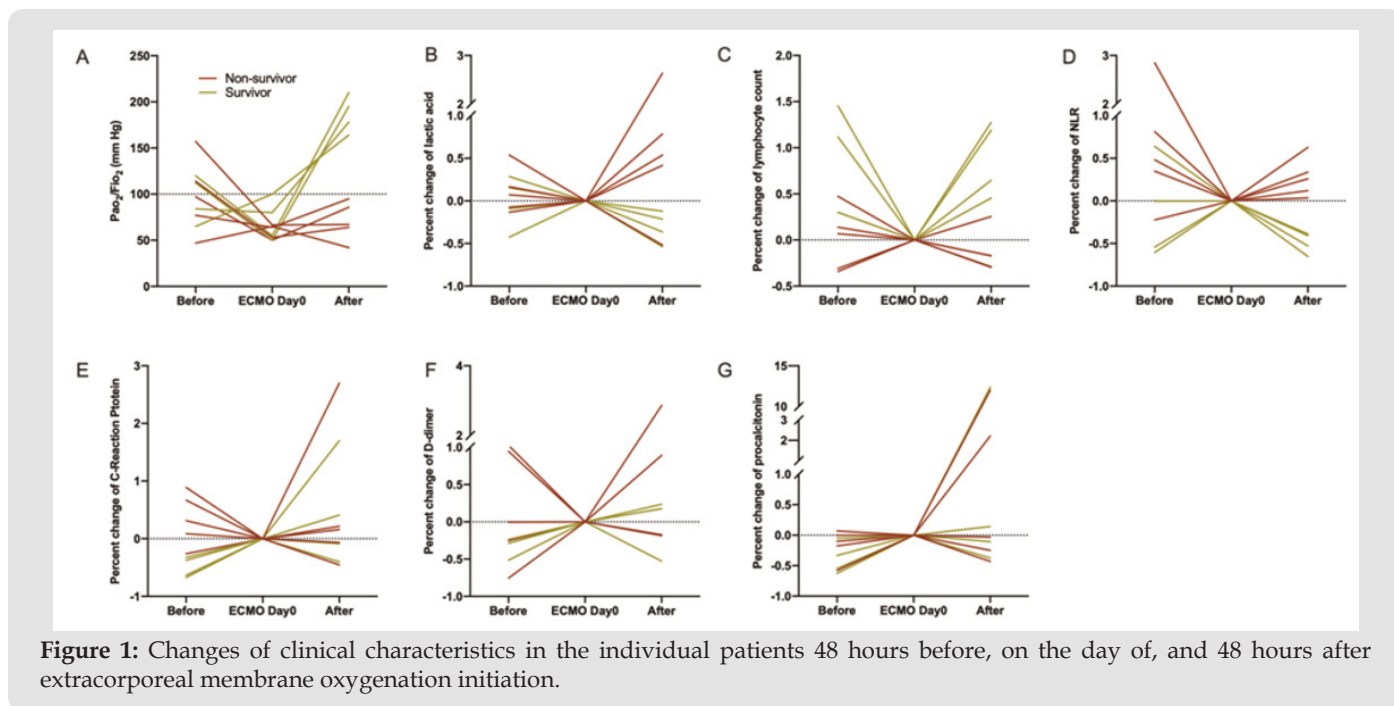 A
Pao₂/Fio₂ (mm Hg)
250
200
150
100
50
0
Non-survivor
Survivor
Before ECMO Day0 After
B
Percent change of lactic acid
3
2
1.0
0.5
0.0
-0.5
-1.0
Before ECMO Day0 After
C
Percent change of lymphocyte count
2.0
1.5
1.0
0.5
0.0
-0.5
Before ECMO Day0 After
D
Percent change of NLR
3
2
1.0
0.5
0.0
-0.5
-1.0
Before ECMO Day0 After
E
Percent change of C-Reaction Ptotein
3
2
1
0
-1
Before ECMO Day0 After
F
Percent change of D-dimer
4
2
1.0
0.5
0.0
-0.5
-1.0
Before ECMO Day0 After
G
Percent change of procalcitonin
15
10
3
2
1.0
0.5
0.0
-0.5
-1.0
Before ECMO Day0 After
Figure 1: Changes of clinical characteristics in the individual patients 48 hours before, on the day of, and 48 hours after
extracorporeal membrane oxygenation initiation.